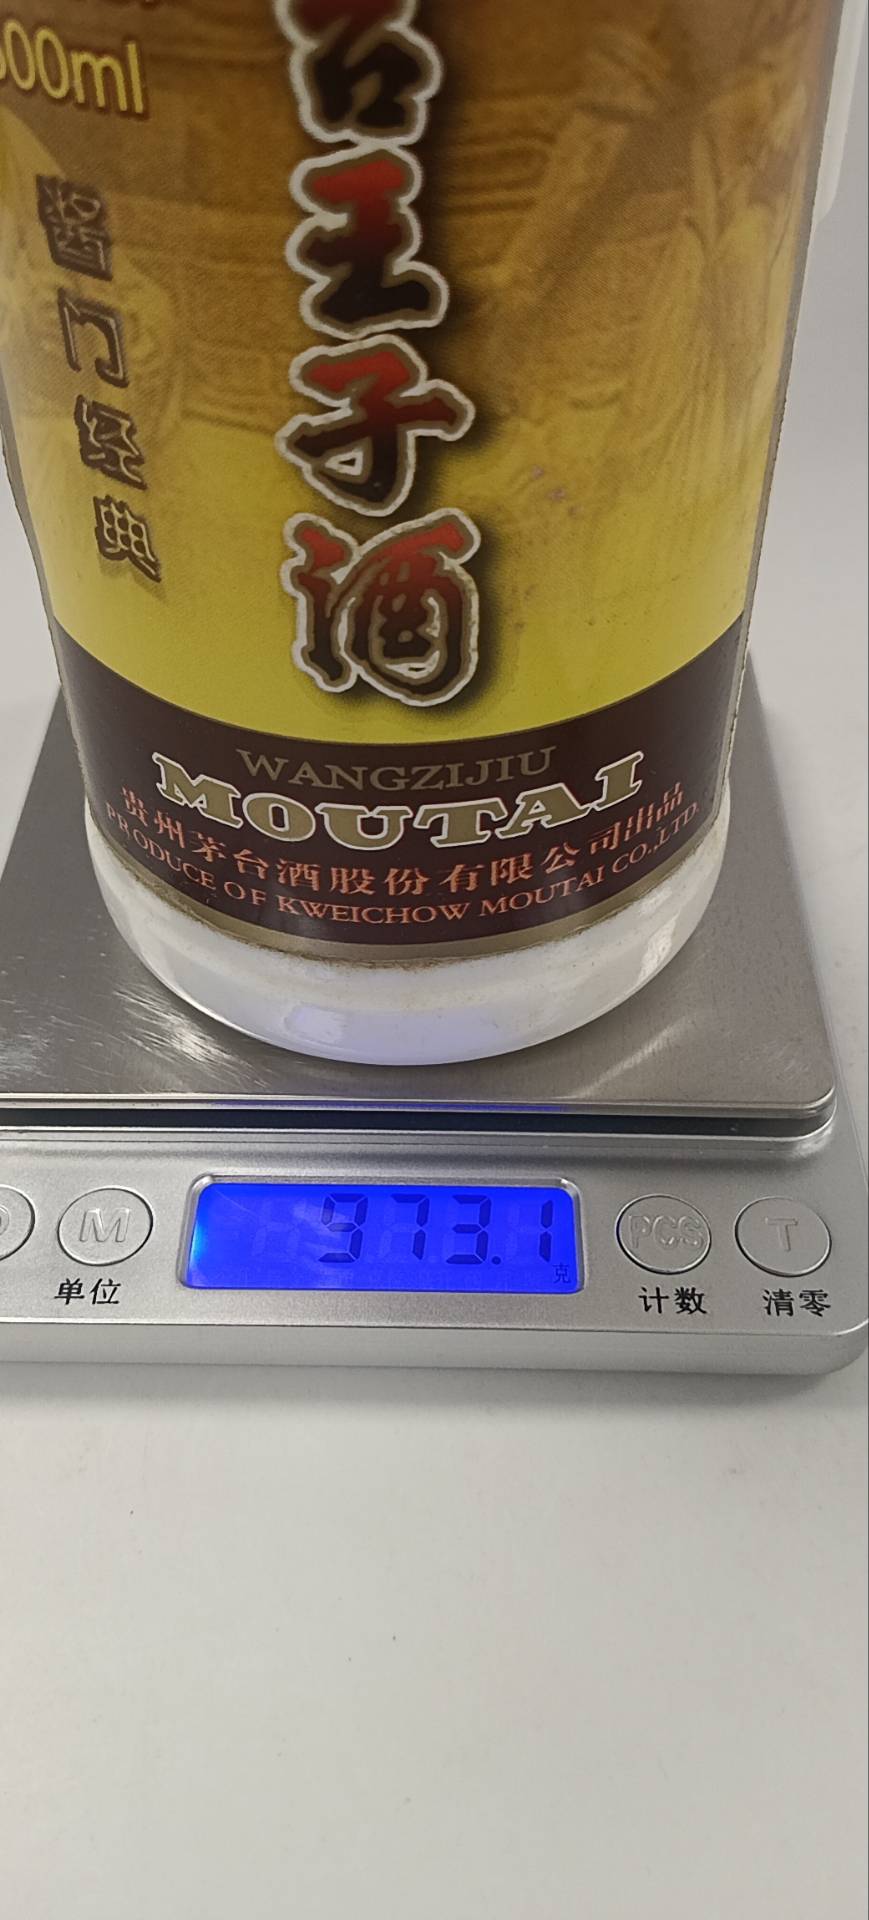 00ml
酱门经典
台王子酒
WANGZIJIU
MOUTAI
贵州茅台酒股份有限公司出品
PRODUCE OF KWEICHOW MOUTAI CO.,LTD.
973.1
克
M
PCS
T
单位
计数
清零